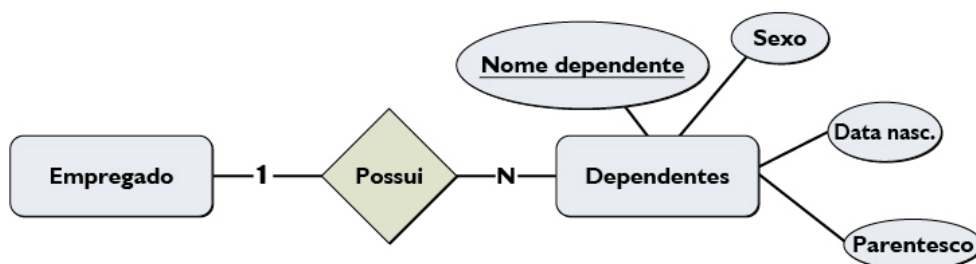 Nome dependente
Sexo
Data nasc.
Empregado
1
Possui
N
Dependentes
Parentesco